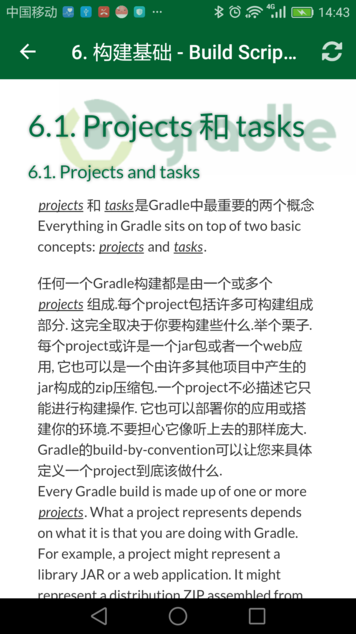 中国移动
4G
14:43
6. 构建基础 - Build Scrip...
gradle
6.1. Projects 和 tasks
6.1. Projects and tasks
projects 和 tasks是Gradle中最重要的两个概念
Everything in Gradle sits on top of two basic
concepts: projects and tasks.
任何一个Gradle构建都是由一个或多个
projects 组成.每个project包括许多可构建组成
部分. 这完全取决于你要构建些什么.举个栗子.
每个project或许是一个jar包或者一个web应
用, 它也可以是一个由许多其他项目中产生的
jar构成的zip压缩包.一个project不必描述它只
能进行构建操作. 它也可以部署你的应用或搭
建你的环境.不要担心它像听上去的那样庞大.
Gradle的build-by-convention可以让您来具体
定义一个project到底该做什么.
Every Gradle build is made up of one or more
projects. What a project represents depends
on what it is that you are doing with Gradle.
For example, a project might represent a
library JAR or a web application. It might
represent a distribution ZIP assembled from